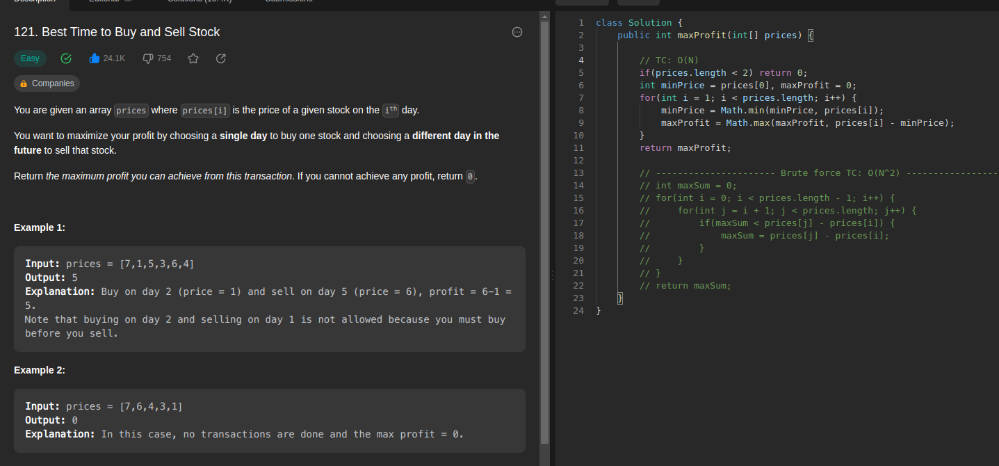 Description Editorial Solutions (10.4K) Submissions
121. Best Time to Buy and Sell Stock
Easy 24.1K 754
Companies
You are given an array prices where prices[i] is the price of a given stock on the ith day.
You want to maximize your profit by choosing a single day to buy one stock and choosing a different day in the
future to sell that stock.
Return the maximum profit you can achieve from this transaction. If you cannot achieve any profit, return 0.
Example 1:
Input: prices = [7,1,5,3,6,4]
Output: 5
Explanation: Buy on day 2 (price = 1) and sell on day 5 (price = 6), profit = 6-1 =
5.
Note that buying on day 2 and selling on day 1 is not allowed because you must buy
before you sell.
Example 2:
Input: prices = [7,6,4,3,1]
Output: 0
Explanation: In this case, no transactions are done and the max profit = 0.
1 class Solution {
2 public int maxProfit(int[] prices) {
3
4 // TC: O(N)
5 if(prices.length < 2) return 0;
6 int minPrice = prices[0], maxProfit = 0;
7 for(int i = 1; i < prices.length; i++) {
8 minPrice = Math.min(minPrice, prices[i]);
9 maxProfit = Math.max(maxProfit, prices[i] - minPrice);
10 }
11 return maxProfit;
12
13 // ---------------------- Brute force TC: O(N^2) -----------------
14 // int maxSum = 0;
15 // for(int i = 0; i < prices.length - 1; i++) {
16 // for(int j = i + 1; j < prices.length; j++) {
17 // if(maxSum < prices[j] - prices[i]) {
18 // maxSum = prices[j] - prices[i];
19 // }
20 // }
21 // }
22 // return maxSum;
23 }
24 }